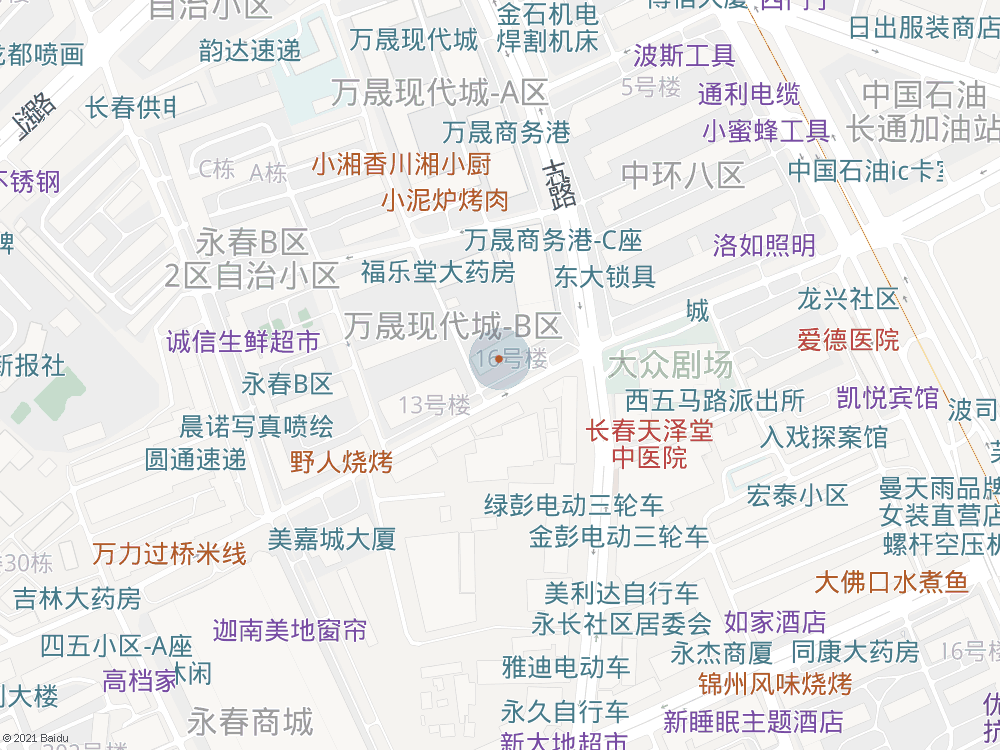 自治小区
金石机电
焊割机床
博信大厦
西门子
日出服装商店
龙都喷画
韵达速递
万晟现代城
波斯工具
5号楼
通利电缆
中国石油
长通加油站
长春供电
万晟现代城-A区
万晟商务港
小蜜蜂工具
C栋
A栋
小湘香川湘小厨
中环八区
中国石油ic卡
不锈钢
小泥炉烤肉
永春B区
2区自治小区
万晟商务港-C座
洛如照明
福乐堂大药房
东大锁具
龙兴社区
城
诚信生鲜超市
万晟现代城-B区
爱德医院
新报社
16号楼
大众剧场
永春B区
13号楼
西五马路派出所
凯悦宾馆
波司
晨诺写真喷绘
长春天泽堂
中医院
入戏探案馆
圆通速递
野人烧烤
宏泰小区
曼天雨品牌
女装直营店
螺杆空压机
绿彭电动三轮车
金彭电动三轮车
美嘉城大厦
万力过桥米线
30栋
吉林大药房
美利达自行车
大佛口水煮鱼
迦南美地窗帘
永长社区居委会
如家酒店
四五小区-A座
休闲
高档家
雅迪电动车
永杰商厦
同康大药房
16号
锦州风味烧烤
大楼
永春商城
永久自行车
新睡眠主题酒店
新大地超市
202号楼
© 2021 Baidu